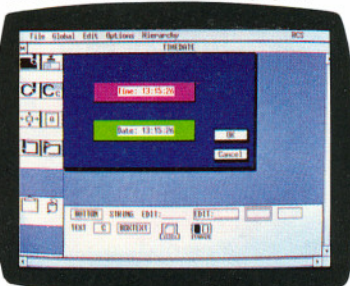 File Global Edit Options Hierarchy RCS
TIMEDATE
Time: 13:15:26
Date: 13:15:26
OK
Cancel
BUTTON STRING EDIT: EDIT:
TEXT C BOXTEXT